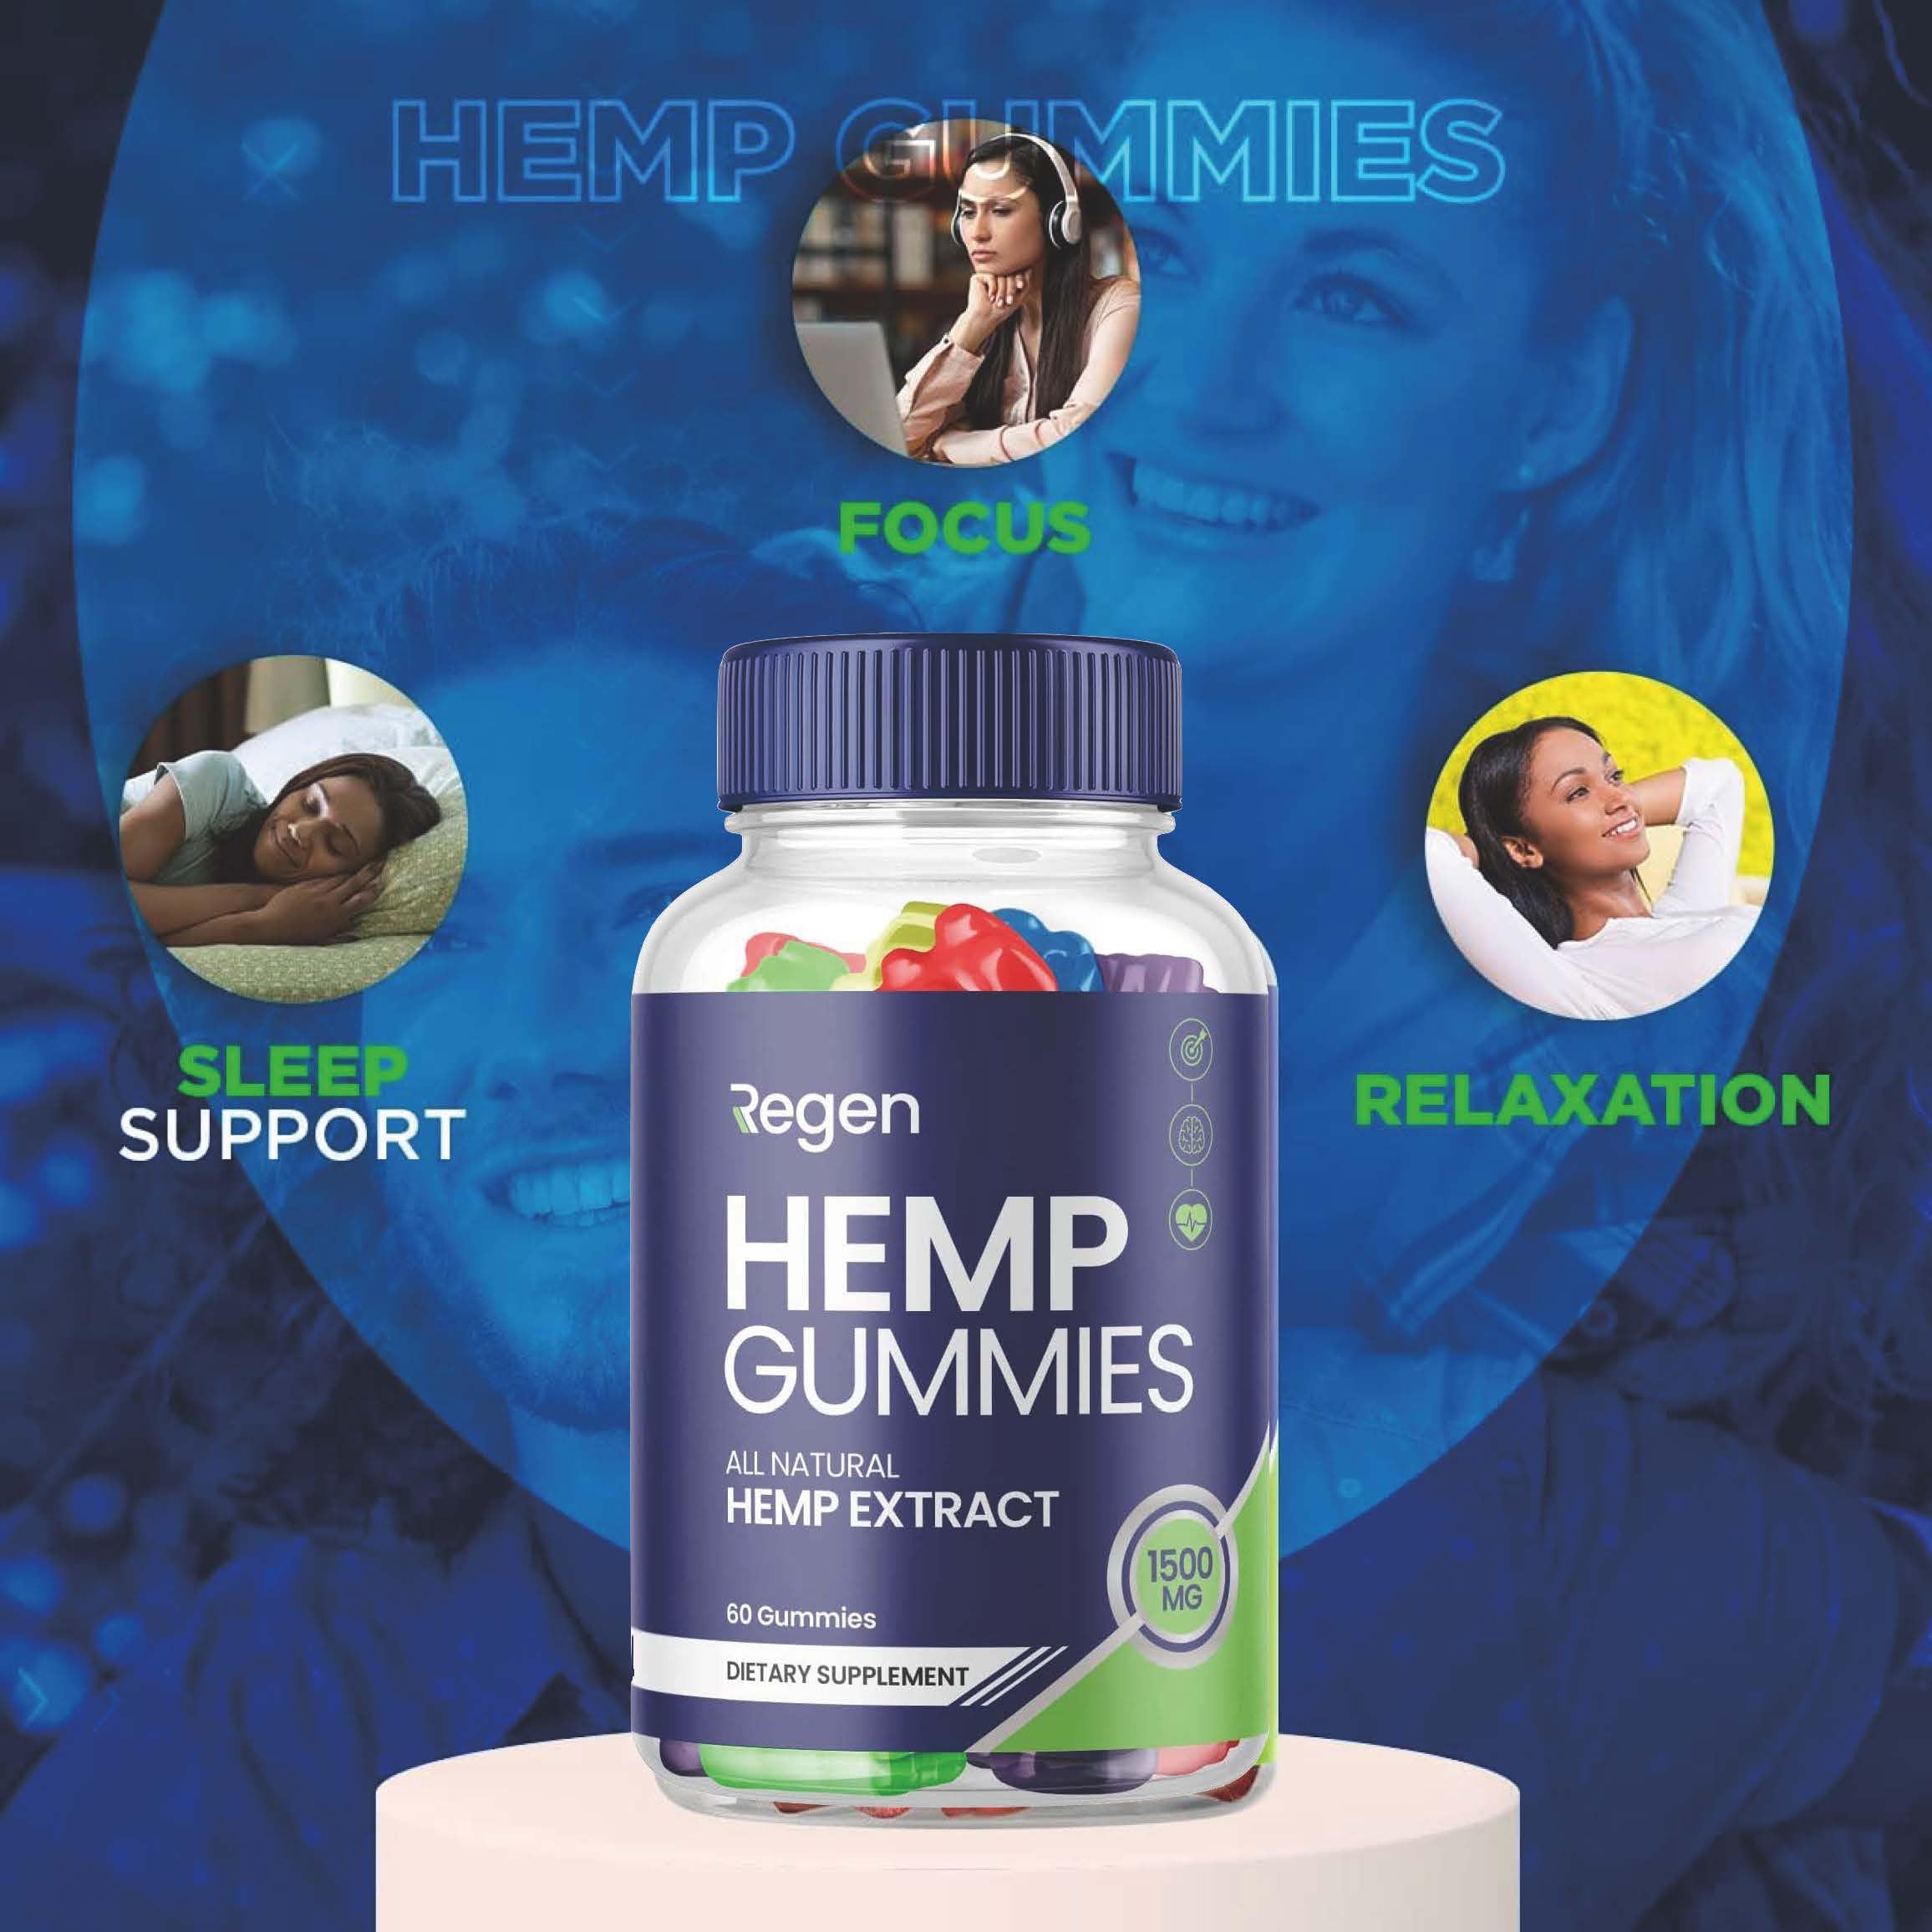 HEMP GUMMIES
FOCUS
SLEEP
SUPPORT
RELAXATION
Regen
HEMP
GUMMIES
ALL NATURAL
HEMP EXTRACT
1500
MG
60 Gummies
DIETARY SUPPLEMENT